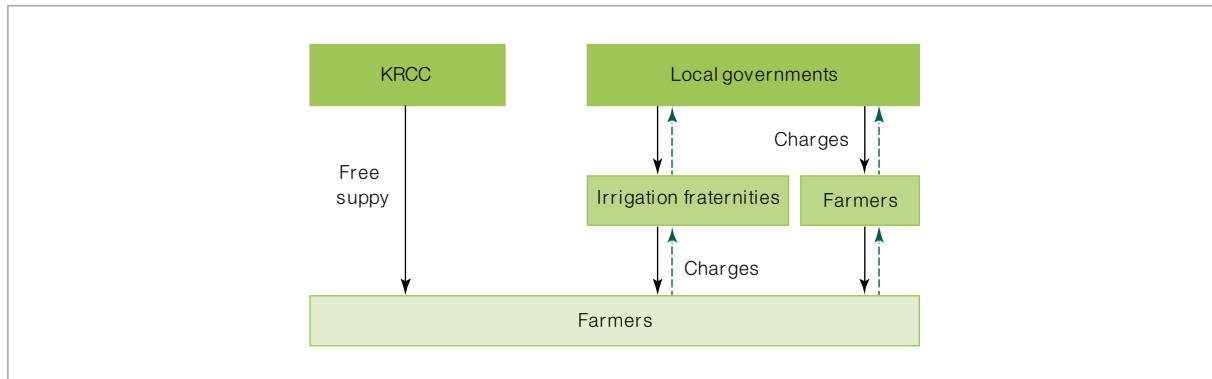 KRCC
Local governments
Charges
Free
suppy
Irrigation fraternities
Farmers
Charges
Farmers